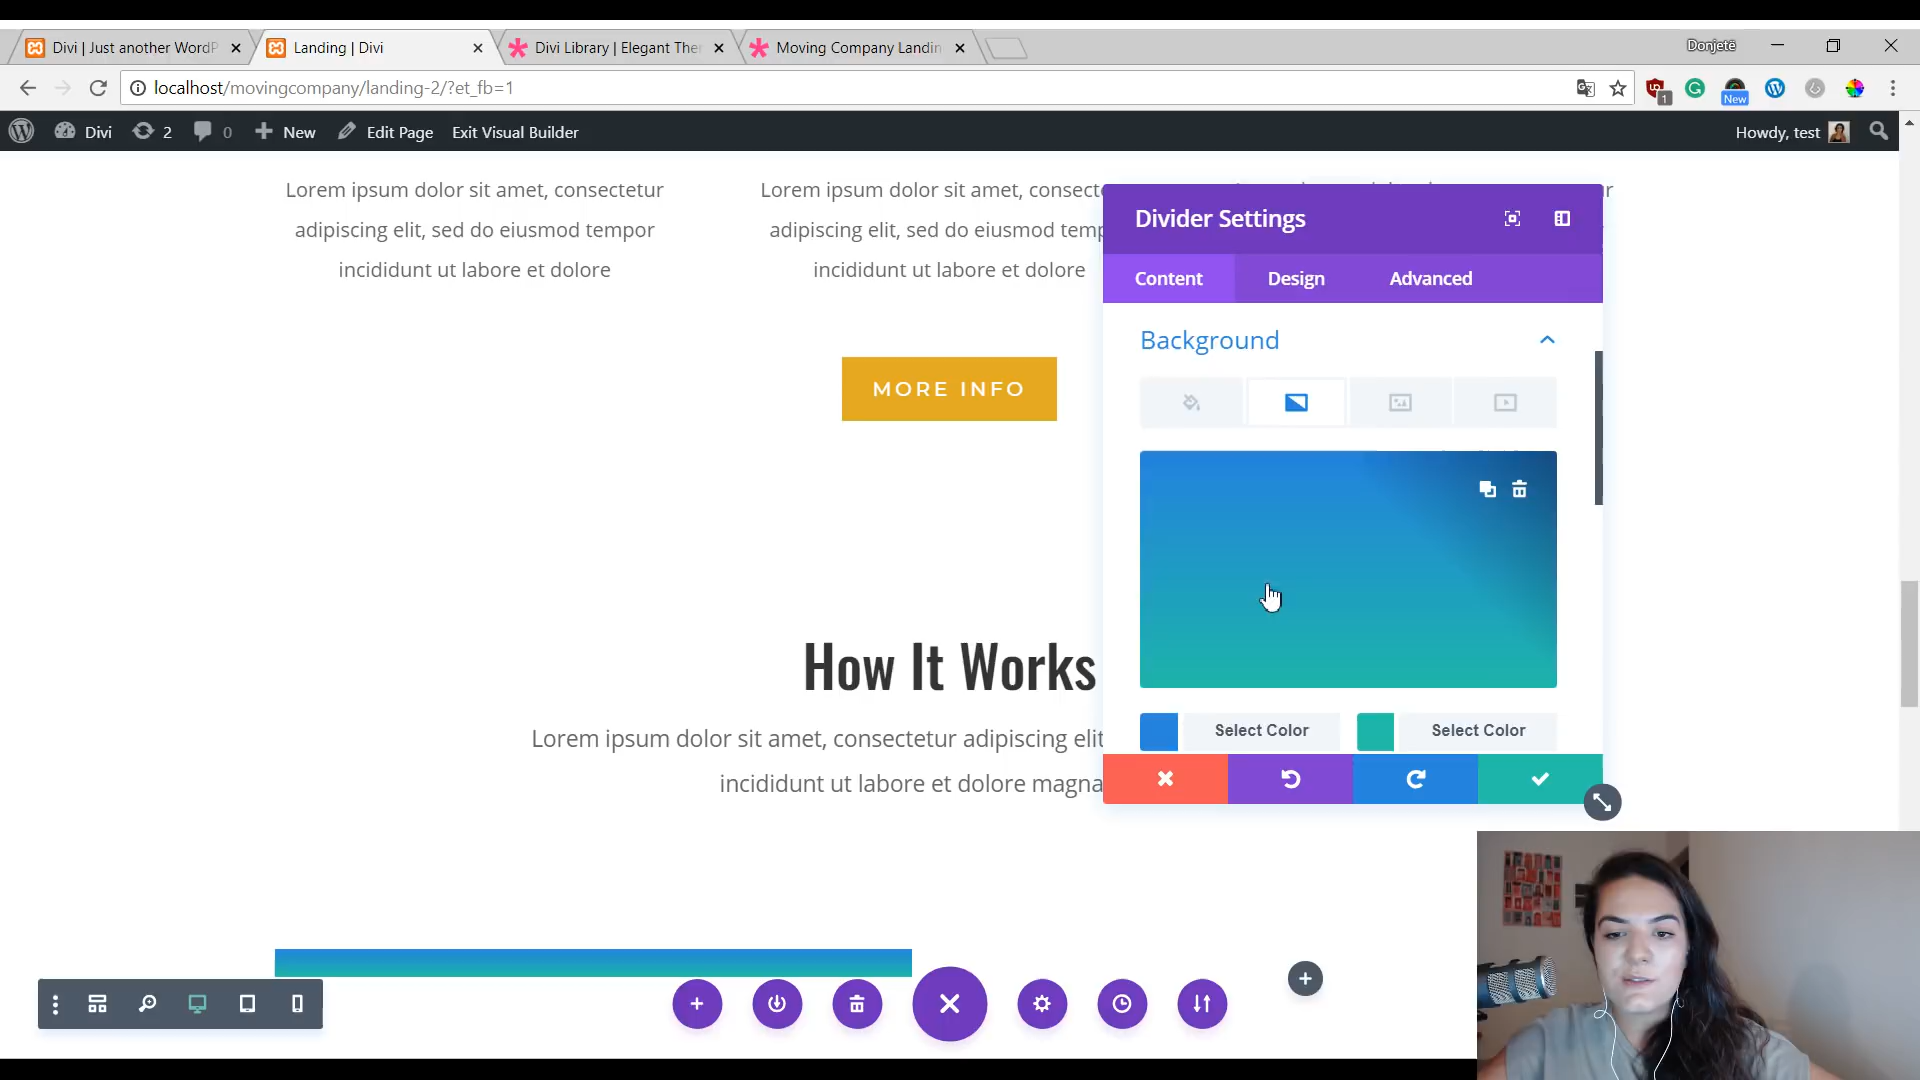 Divi | Just another WordP
Landing | Divi
Divi Library | Elegant The
Moving Company Landin
Donjetë
localhost/movingcompany/landing-2/?et_fb=1
1
New
Divi
2
0
New
Edit Page
Exit Visual Builder
Howdy, test
Lorem ipsum dolor sit amet, consectetur
adipiscing elit, sed do eiusmod tempor
incididunt ut labore et dolore
Lorem ipsum dolor sit amet, consecte
adipiscing elit, sed do eiusmod temp
incididunt ut labore et dolore
MORE INFO
How It Works
Lorem ipsum dolor sit amet, consectetur adipiscing elit
incididunt ut labore et dolore magna
Divider Settings
Content
Design
Advanced
Background
Select Color
Select Color